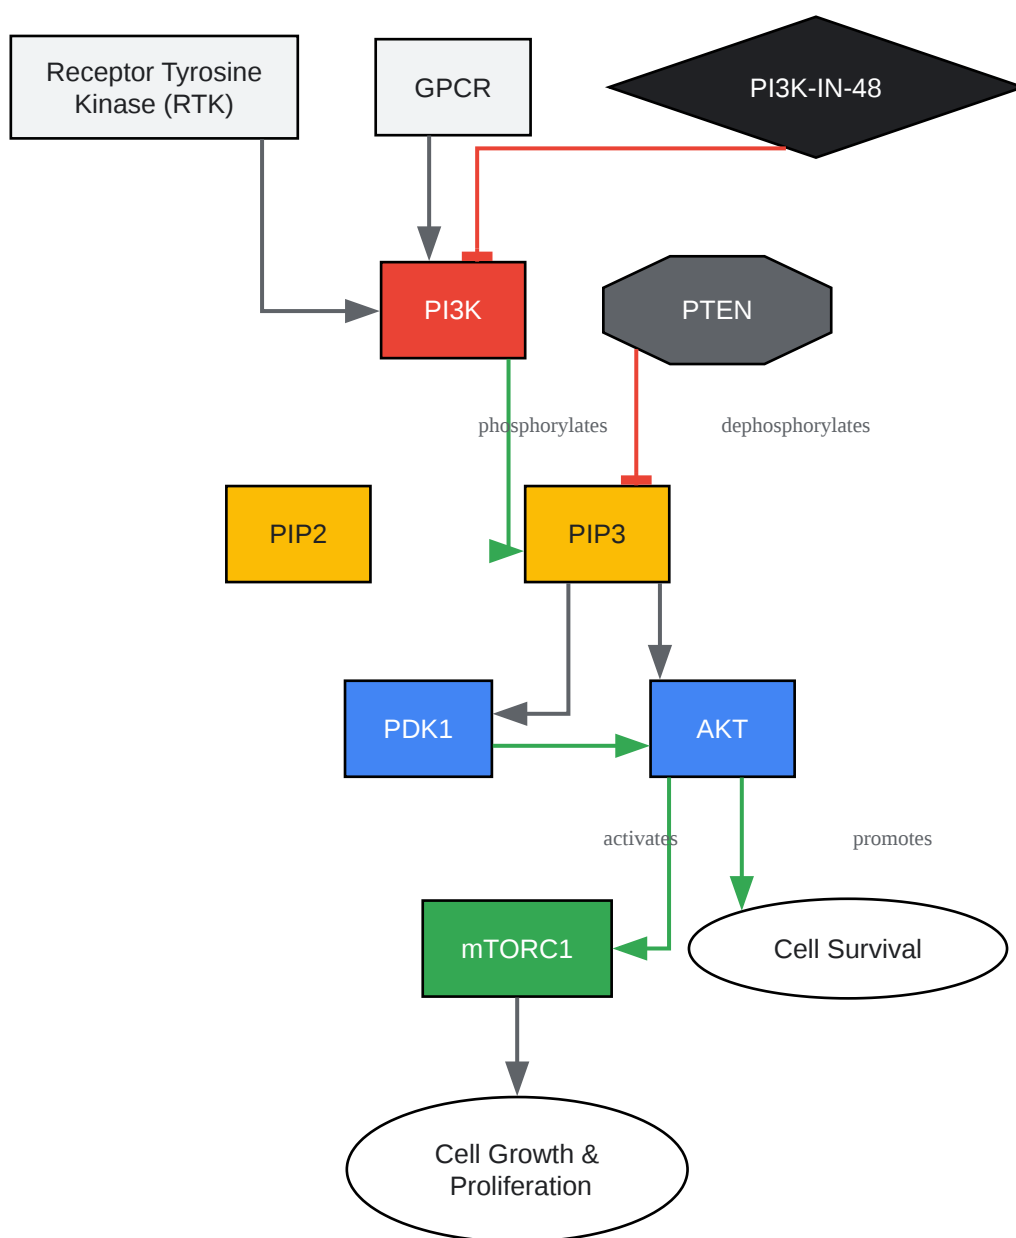 Receptor Tyrosine
Kinase (RTK)
GPCR
PI3K-IN-48
PI3K
PTEN
phosphorylates
dephosphorylates
PIP2
PIP3
PDK1
AKT
activates
promotes
mTORC1
Cell Survival
Cell Growth &
Proliferation